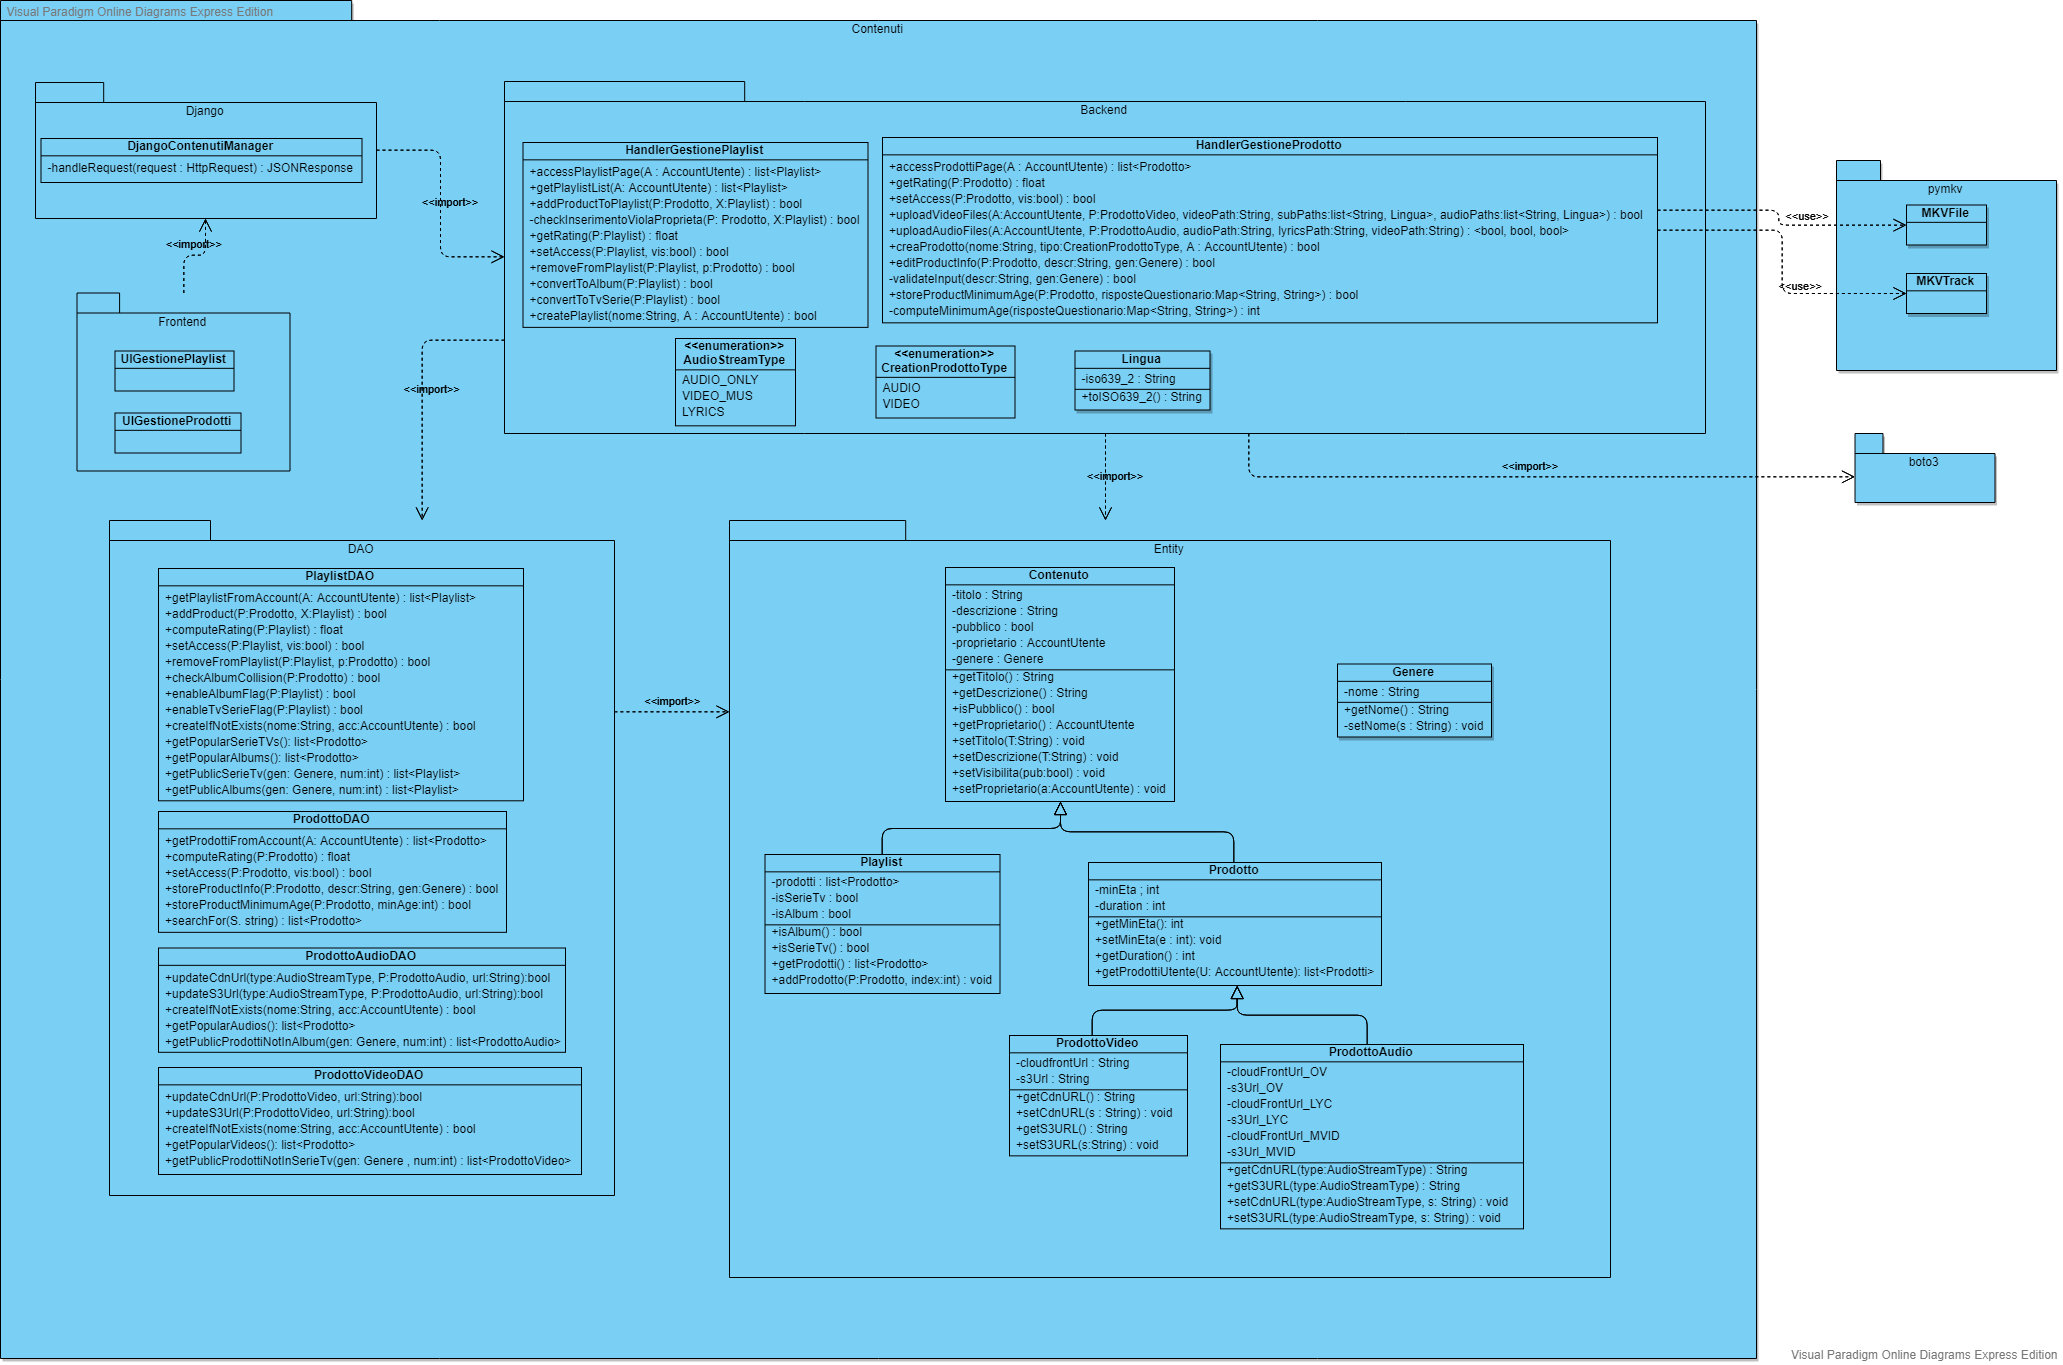 Visual Paradigm Online Diagrams Express Edition
Contenuti
Django
DjangoContenutiManager
-handleRequest(request : HttpRequest) : JSONResponse
<<import>>
<<import>>
Frontend
UIGestionePlaylist
UIGestioneProdotti
Backend
HandlerGestionePlaylist
+accessPlaylistPage(A : AccountUtente) : list<Playlist>
+getPlaylistList(A: AccountUtente) : list<Playlist>
+addProductToPlaylist(P:Prodotto, X:Playlist) : bool
-checkInserimentoViolaProprieta(P: Prodotto, X:Playlist) : bool
+getRating(P:Playlist) : float
+setAccess(P:Playlist, vis:bool) : bool
+removeFromPlaylist(P:Playlist, p:Prodotto) : bool
+convertToAlbum(P:Playlist) : bool
+convertToTvSerie(P:Playlist) : bool
+createPlaylist(nome:String, A : AccountUtente) : bool
HandlerGestioneProdotto
+accessProdottiPage(A : AccountUtente) : list<Prodotto>
+getRating(P:Prodotto) : float
+setAccess(P:Prodotto, vis:bool) : bool
+uploadVideoFiles(A:AccountUtente, P:ProdottoVideo, videoPath:String, subPaths:list<String, Lingua>, audioPaths:list<String, Lingua>) : bool
+uploadAudioFiles(A:AccountUtente, P:ProdottoAudio, audioPath:String, lyricsPath:String, videoPath:String) : <bool, bool, bool>
+creaProdotto(nome:String, tipo:CreationProdottoType, A : AccountUtente) : bool
+editProductInfo(P:Prodotto, descr:String, gen:Genere) : bool
-validateInput(descr:String, gen:Genere) : bool
+storeProductMinimumAge(P:Prodotto, risposteQuestionario:Map<String, String>) : bool
-computeMinimumAge(risposteQuestionario:Map<String, String>) : int
<<enumeration>>
AudioStreamType
AUDIO_ONLY
VIDEO_MUS
LYRICS
<<enumeration>>
CreationProdottoType
AUDIO
VIDEO
Lingua
-iso639_2 : String
+toISO639_2() : String
<<use>>
<<use>>
pymkv
MKVFile
MKVTrack
<<import>>
<<import>>
<<import>>
boto3
DAO
PlaylistDAO
+getPlaylistFromAccount(A: AccountUtente) : list<Playlist>
+addProduct(P:Prodotto, X:Playlist) : bool
+computeRating(P:Playlist) : float
+setAccess(P:Playlist, vis:bool) : bool
+removeFromPlaylist(P:Playlist, p:Prodotto) : bool
+checkAlbumCollision(P:Prodotto) : bool
+enableAlbumFlag(P:Playlist) : bool
+enableTvSerieFlag(P:Playlist) : bool
+createIfNotExists(nome:String, acc:AccountUtente) : bool
+getPopularSerieTVs(): list<Prodotto>
+getPopularAlbums(): list<Prodotto>
+getPublicSerieTv(gen: Genere, num:int) : list<Playlist>
+getPublicAlbums(gen: Genere, num:int) : list<Playlist>
ProdottoDAO
+getProdottiFromAccount(A: AccountUtente) : list<Prodotto>
+computeRating(P:Prodotto) : float
+setAccess(P:Prodotto, vis:bool) : bool
+storeProductInfo(P:Prodotto, descr:String, gen:Genere) : bool
+storeProductMinimumAge(P:Prodotto, minAge:int) : bool
+searchFor(S. string) : list<Prodotto>
ProdottoAudioDAO
+updateCdnUrl(type:AudioStreamType, P:ProdottoAudio, url:String):bool
+updateS3Url(type:AudioStreamType, P:ProdottoAudio, url:String):bool
+createIfNotExists(nome:String, acc:AccountUtente) : bool
+getPopularAudios(): list<Prodotto>
+getPublicProdottiNotInAlbum(gen: Genere, num:int) : list<ProdottoAudio>
ProdottoVideoDAO
+updateCdnUrl(P:ProdottoVideo, url:String):bool
+updateS3Url(P:ProdottoVideo, url:String):bool
+createIfNotExists(nome:String, acc:AccountUtente) : bool
+getPopularVideos(): list<Prodotto>
+getPublicProdottiNotInSerieTv(gen: Genere , num:int) : list<ProdottoVideo>
<<import>>
Entity
Contenuto
-titolo : String
-descrizione : String
-pubblico : bool
-proprietario : AccountUtente
-genere : Genere
+getTitolo() : String
+getDescrizione() : String
+isPubblico() : bool
+getProprietario() : AccountUtente
+setTitolo(T:String) : void
+setDescrizione(T:String) : void
+setVisibilita(pub:bool) : void
+setProprietario(a:AccountUtente) : void
Genere
-nome : String
+getNome() : String
-setNome(s : String) : void
Playlist
-prodotti : list<Prodotto>
-isSerieTv : bool
-isAlbum : bool
+isAlbum() : bool
+isSerieTv() : bool
+getProdotti() : list<Prodotto>
+addProdotto(P:Prodotto, index:int) : void
Prodotto
-minEta ; int
-duration : int
+getMinEta(): int
+setMinEta(e : int): void
+getDuration() : int
+getProdottiUtente(U: AccountUtente): list<Prodotti>
ProdottoVideo
-cloudfrontUrl : String
-s3Url : String
+getCdnURL() : String
+setCdnURL(s : String) : void
+getS3URL() : String
+setS3URL(s:String) : void
ProdottoAudio
-cloudFrontUrl_OV
-s3Url_OV
-cloudFrontUrl_LYC
-s3Url_LYC
-cloudFrontUrl_MVID
-s3Url_MVID
+getCdnURL(type:AudioStreamType) : String
+getS3URL(type:AudioStreamType) : String
+setCdnURL(type:AudioStreamType, s: String) : void
+setS3URL(type:AudioStreamType, s: String) : void
Visual Paradigm Online Diagrams Express Edition